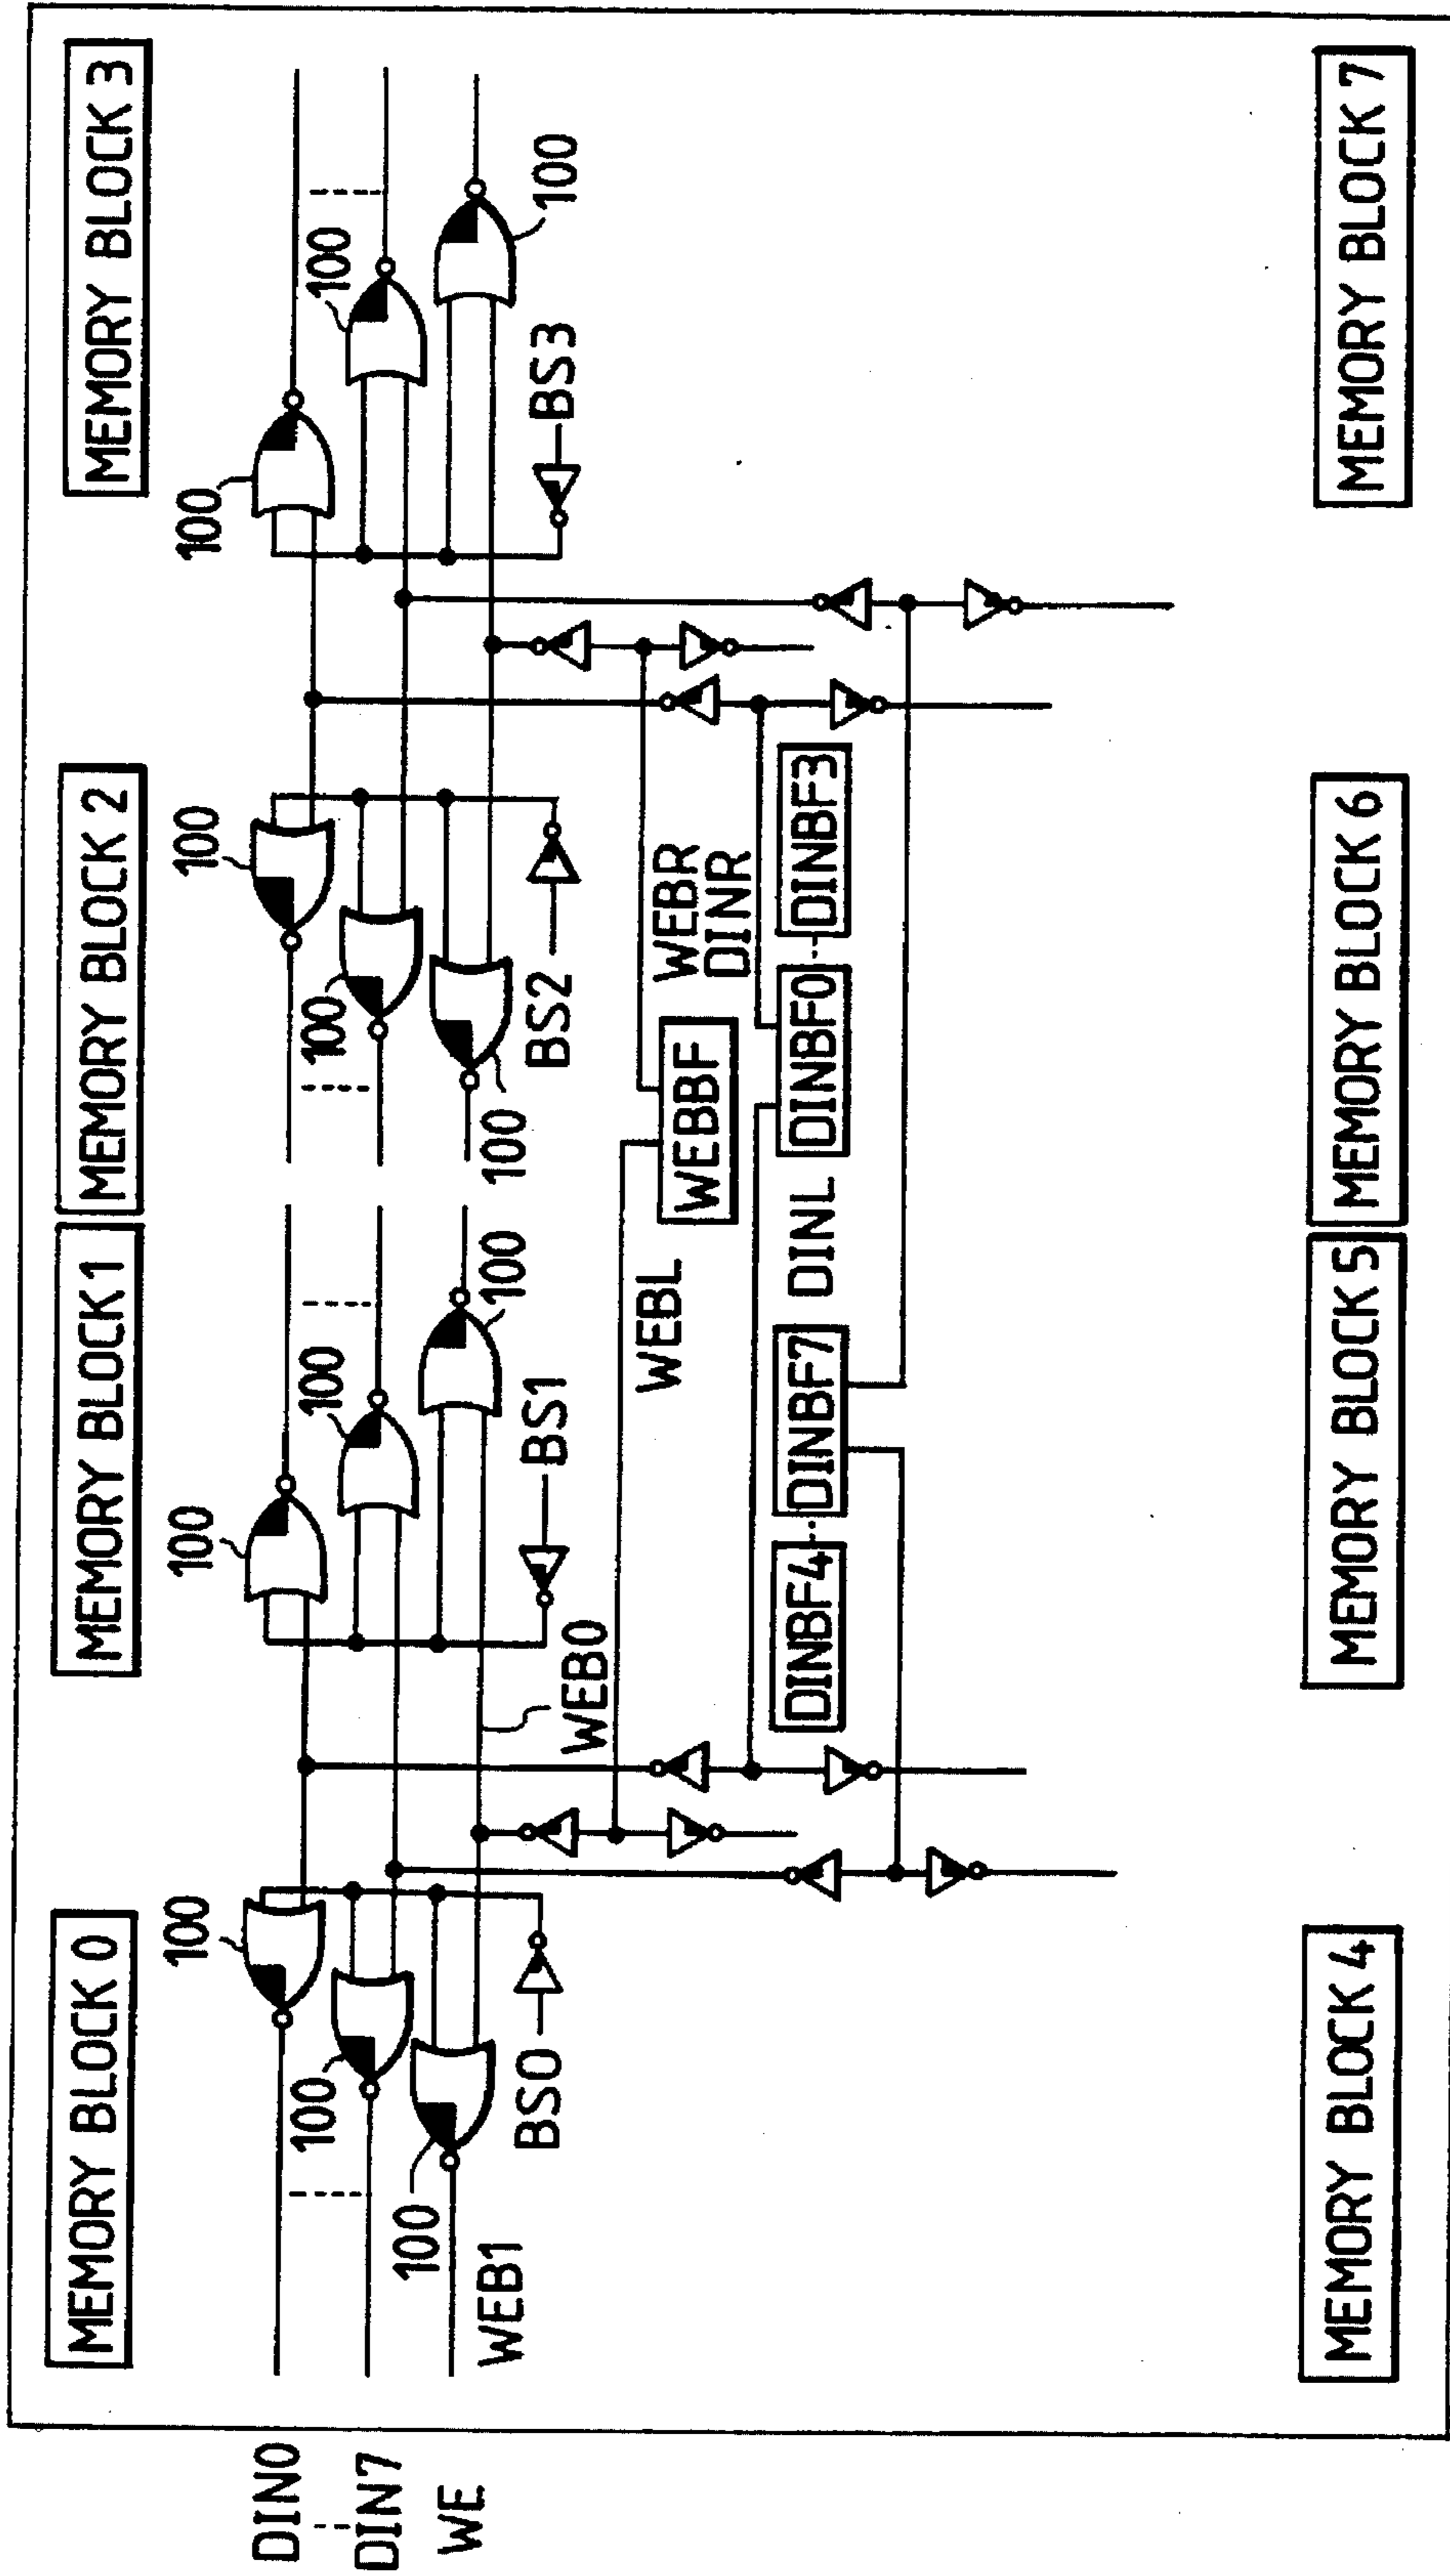 MEMORY BLOCK 0
MEMORY BLOCK 1
MEMORY BLOCK 2
MEMORY BLOCK 3
100
100
100
100
DIN0
100
100
100
100
DIN7
100
100
100
100
WE
WEB1
BS0
BS1
BS2
BS3
WEB0
WEBL
WEBBF
WEBR
DINR
DINBF4
DINBF7
DINL
DINBF0
DINBF3
MEMORY BLOCK 4
MEMORY BLOCK 5
MEMORY BLOCK 6
MEMORY BLOCK 7